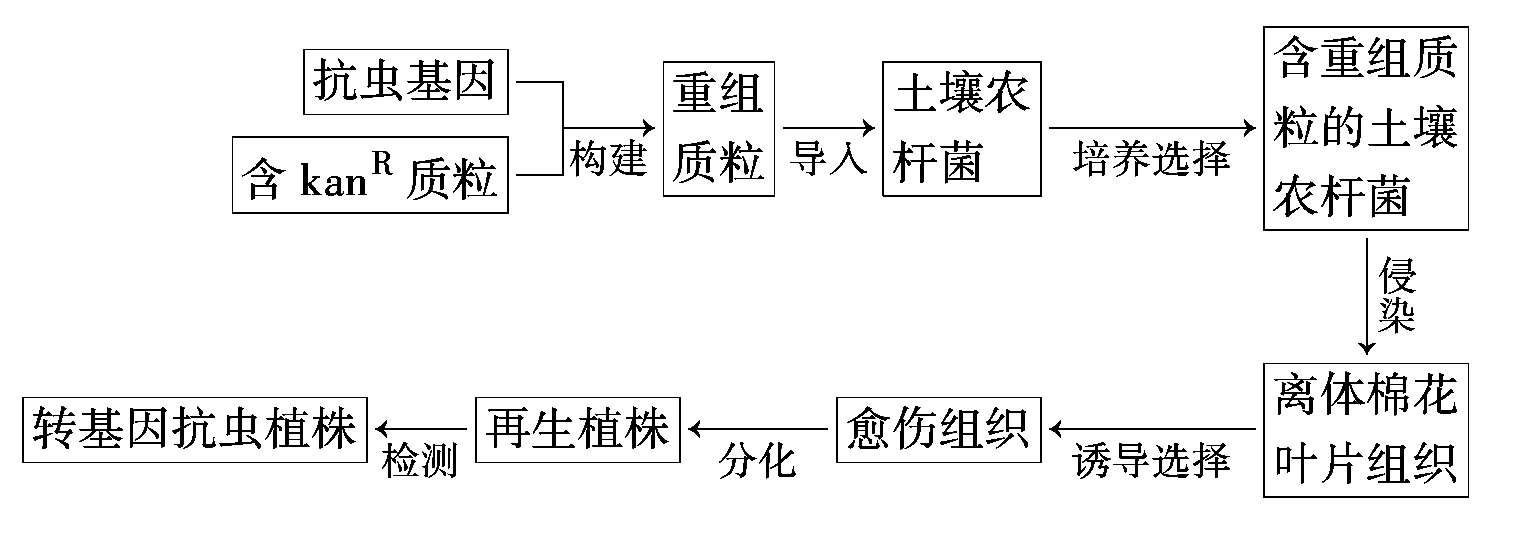 抗虫基因
含 kanᴿ 质粒
构建
重组
质粒
导入
土壤农
杆菌
培养选择
含重组质
粒的土壤
农杆菌
侵
染
离体棉花
叶片组织
诱导选择
愈伤组织
分化
再生植株
检测
转基因抗虫植株